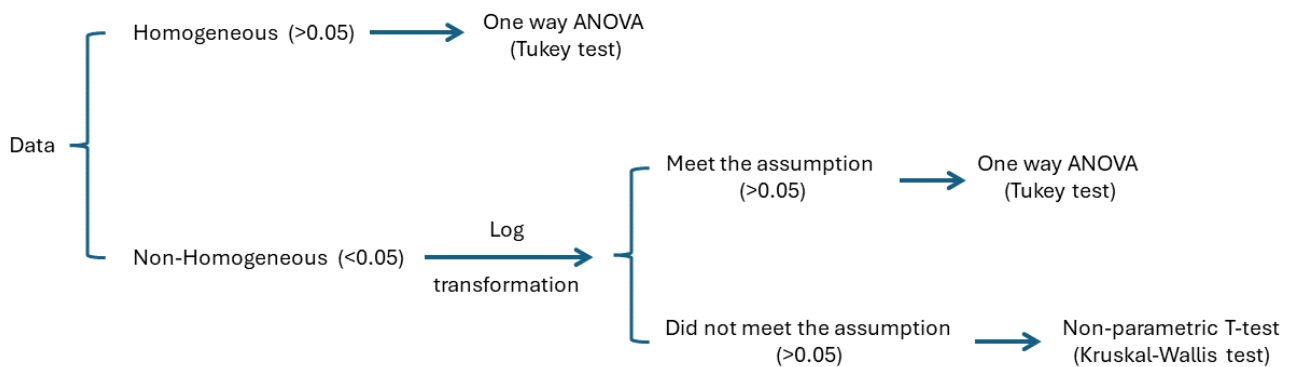 Homogeneous (>0.05)
One way ANOVA
(Tukey test)
Data
Non-Homogeneous (<0.05)
Log
transformation
Meet the assumption
(>0.05)
One way ANOVA
(Tukey test)
Did not meet the assumption
(>0.05)
Non-parametric T-test
(Kruskal-Wallis test)